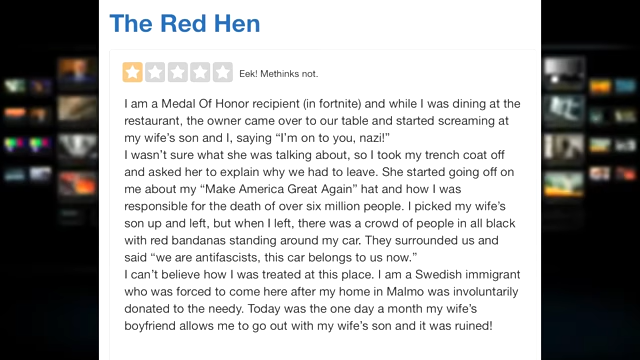 The Red Hen
Eek! Methinks not.
I am a Medal Of Honor recipient (in fortnite) and while I was dining at the
restaurant, the owner came over to our table and started screaming at
my wife's son and I, saying “I'm on to you, nazi!”
I wasn't sure what she was talking about, so I took my trench coat off
and asked her to explain why we had to leave. She started going off on
me about my “Make America Great Again” hat and how I was
responsible for the death of over six million people. I picked my wife's
son up and left, but when I left, there was a crowd of people in all black
with red bandanas standing around my car. They surrounded us and
said “we are antifascists, this car belongs to us now.”
I can't believe how I was treated at this place. I am a Swedish immigrant
who was forced to come here after my home in Malmo was involuntarily
donated to the needy. Today was the one day a month my wife's
boyfriend allows me to go out with my wife's son and it was ruined!